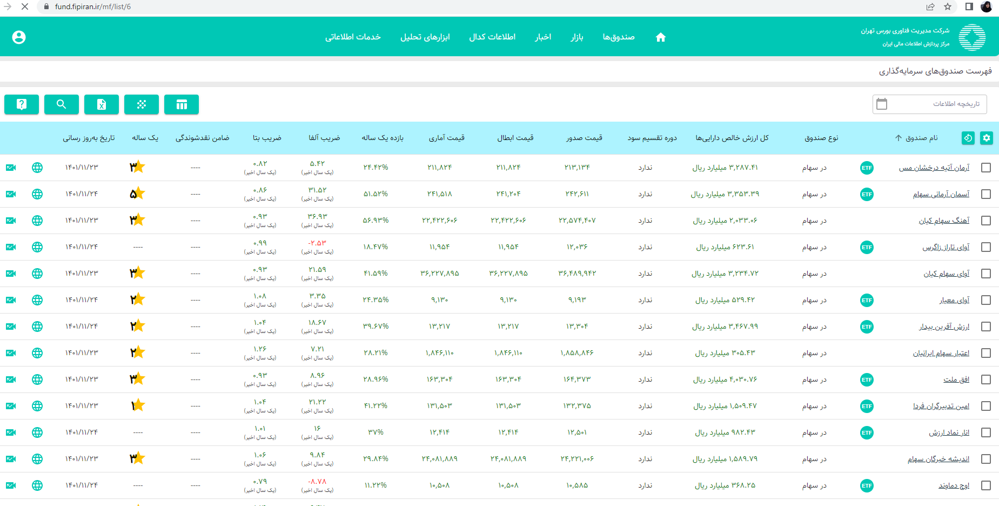 fund.fipiran.ir/mf/list/6
شرکت مدیریت فناوری بورس تهران
مرکز پردازش اطلاعات مالی ایران
صندوق‌ها بازار اخبار اطلاعات کدال ابزارهای تحلیل خدمات اطلاعاتی
فهرست صندوق‌های سرمایه‌گذاری
تاریخچه اطلاعات
نام صندوق نوع صندوق کل ارزش خالص دارایی‌ها دوره تقسیم سود قیمت صدور قیمت ابطال قیمت آماری بازده یک ساله ضریب آلفا ضریب بتا ضامن نقدشوندگی یک ساله تاریخ به‌روز رسانی
آرمان آتیه درخشان مس ETF در سهام ۳,۲۸۷.۴۱ میلیارد ریال ندارد ۲۱۳,۱۳۴ ۲۱۱,۸۲۴ ۲۱۱,۸۲۴ ۲۴.۴۲% ۵.۴۲ ۰.۸۲ ---- ۳ ۱۴۰۱/۱۱/۲۳
(یک سال اخیر) (یک سال اخیر)
آسمان آرمانی سهام ETF در سهام ۳,۳۵۳.۳۹ میلیارد ریال ندارد ۲۴۲,۶۱۱ ۲۴۱,۲۰۴ ۲۴۱,۵۱۸ ۵۱.۵۲% ۳۱.۵۲ ۰.۸۶ ---- ۵ ۱۴۰۱/۱۱/۲۴
(یک سال اخیر) (یک سال اخیر)
آهنگ سهام کیان در سهام ۲,۰۳۳.۰۶ میلیارد ریال ندارد ۲۲,۵۷۴,۴۰۷ ۲۲,۴۲۲,۶۰۶ ۲۲,۴۲۲,۶۰۶ ۵۶.۹۳% ۳۶.۹۳ ۰.۹۳ ---- ۳ ۱۴۰۱/۱۱/۲۳
(یک سال اخیر) (یک سال اخیر)
آوای تاراز زاگرس ETF در سهام ۶۲۳.۶۱ میلیارد ریال ندارد ۱۲,۰۳۶ ۱۱,۹۵۴ ۱۱,۹۵۴ ۱۸.۴۷% -۲.۵۳ ۰.۹۹ ---- ---- ۱۴۰۱/۱۱/۲۴
(یک سال اخیر) (یک سال اخیر)
آوای سهام کیان در سهام ۳,۲۳۴.۷۲ میلیارد ریال ندارد ۳۶,۴۸۹,۹۴۲ ۳۶,۲۲۷,۸۹۵ ۳۶,۲۲۷,۸۹۵ ۴۱.۵۹% ۲۱.۵۹ ۰.۹۳ ---- ۳ ۱۴۰۱/۱۱/۲۳
(یک سال اخیر) (یک سال اخیر)
آوای معیار ETF در سهام ۵۲۹.۴۲ میلیارد ریال ندارد ۹,۱۹۳ ۹,۱۳۰ ۹,۱۳۰ ۲۴.۳۵% ۳.۳۵ ۱.۰۸ ---- ۲ ۱۴۰۱/۱۱/۲۴
(یک سال اخیر) (یک سال اخیر)
ارزش آفرین بیدار ETF در سهام ۳,۴۶۷.۹۹ میلیارد ریال ندارد ۱۳,۳۰۴ ۱۳,۲۱۷ ۱۳,۲۱۷ ۳۹.۶۷% ۱۸.۶۷ ۱.۰۴ ---- ۲ ۱۴۰۱/۱۱/۲۴
(یک سال اخیر) (یک سال اخیر)
اعتبار سهام ایرانیان در سهام ۳۰۵.۴۳ میلیارد ریال ندارد ۱,۸۵۸,۸۴۶ ۱,۸۴۶,۱۱۰ ۱,۸۴۶,۱۱۰ ۲۸.۲۱% ۷.۲۱ ۱.۲۶ ---- ۲ ۱۴۰۱/۱۱/۲۳
(یک سال اخیر) (یک سال اخیر)
افق ملت ETF در سهام ۴,۰۳۰.۷۶ میلیارد ریال ندارد ۱۶۴,۳۷۳ ۱۶۳,۳۰۴ ۱۶۳,۳۰۴ ۲۸.۹۶% ۸.۹۶ ۰.۹۳ ---- ۳ ۱۴۰۱/۱۱/۲۳
(یک سال اخیر) (یک سال اخیر)
امین تدبیرگران فردا ETF در سهام ۱,۵۰۹.۴۷ میلیارد ریال ندارد ۱۳۲,۳۷۵ ۱۳۱,۵۰۳ ۱۳۱,۵۰۳ ۴۱.۲۲% ۲۱.۲۲ ۱.۰۴ ---- ۱ ۱۴۰۱/۱۱/۲۳
(یک سال اخیر) (یک سال اخیر)
انار نماد ارزش ETF در سهام ۹۸۲.۴۳ میلیارد ریال ندارد ۱۲,۵۰۱ ۱۲,۴۱۴ ۱۲,۴۱۴ ۳۷% ۱۶ ۱.۰۱ ---- ---- ۱۴۰۱/۱۱/۲۴
(یک سال اخیر) (یک سال اخیر)
اندیشه خبرگان سهام در سهام ۱,۵۸۹.۷۹ میلیارد ریال ندارد ۲۴,۲۲۱,۰۰۶ ۲۴,۰۸۱,۸۸۹ ۲۴,۰۸۱,۸۸۹ ۲۹.۸۴% ۹.۸۴ ۱.۰۶ ---- ۳ ۱۴۰۱/۱۱/۲۳
(یک سال اخیر) (یک سال اخیر)
اوج دماوند ETF در سهام ۳۶۸.۲۵ میلیارد ریال ندارد ۱۰,۵۸۵ ۱۰,۵۰۸ ۱۰,۵۰۸ ۱۱.۲۲% -۸.۷۸ ۰.۷۹ ---- ---- ۱۴۰۱/۱۱/۲۴
(یک سال اخیر) (یک سال اخیر)